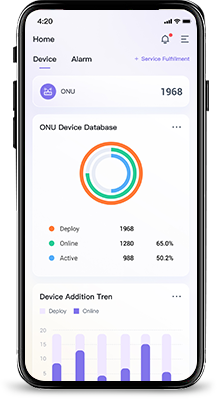 4:20
Home
Device Alarm + Service Fulfilment
ONU 1968
ONU Device Database
Deploy 1968
Online 1280 65.0%
Active 988 50.2%
Device Addition Tren
Deploy Online
20
15
10
5